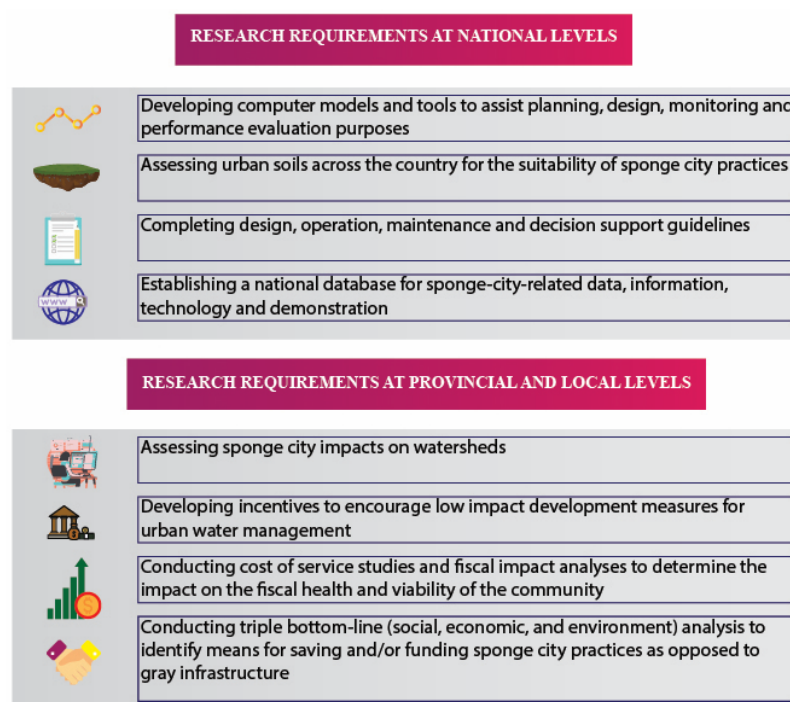 RESEARCH REQUIREMENTS AT NATIONAL LEVELS
Developing computer models and tools to assist planning, design, monitoring and
performance evaluation purposes
Assessing urban soils across the country for the suitability of sponge city practices
Completing design, operation, maintenance and decision support guidelines
www
Establishing a national database for sponge-city-related data, information,
technology and demonstration
RESEARCH REQUIREMENTS AT PROVINCIAL AND LOCAL LEVELS
Assessing sponge city impacts on watersheds
Developing incentives to encourage low impact development measures for
urban water management
Conducting cost of service studies and fiscal impact analyses to determine the
impact on the fiscal health and viability of the community
Conducting triple bottom-line (social, economic, and environment) analysis to
identify means for saving and/or funding sponge city practices as opposed to
gray infrastructure